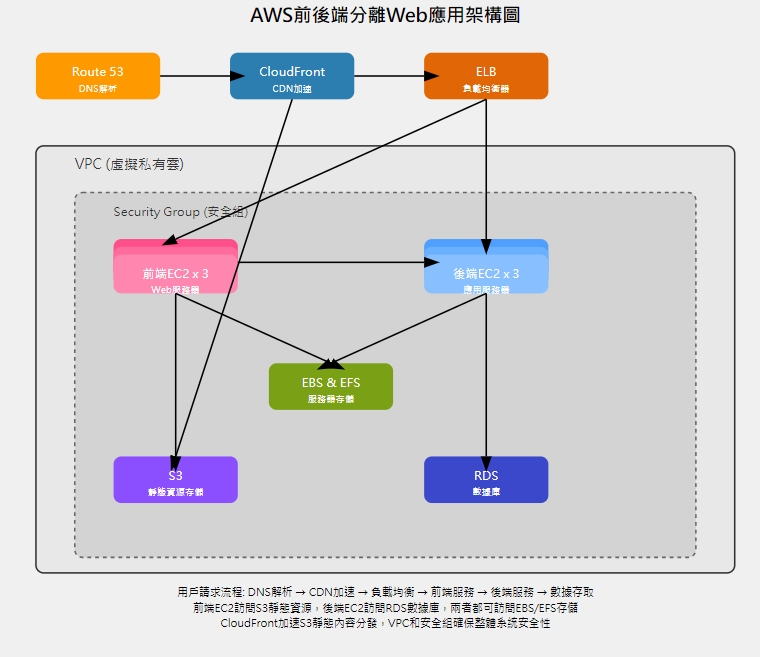 AWS前後端分離Web應用架構圖
Route 53
DNS解析
CloudFront
CDN加速
ELB
負載均衡器
VPC (虛擬私有雲)
Security Group (安全組)
前端EC2 x 3
Web服務器
後端EC2 x 3
應用服務器
EBS & EFS
服務器存儲
S3
靜態資源存儲
RDS
數據庫
用戶請求流程: DNS解析 → CDN加速 → 負載均衡 → 前端服務 → 後端服務 → 數據存取
前端EC2訪問S3靜態資源，後端EC2訪問RDS數據庫，兩者都可訪問EBS/EFS存儲
CloudFront加速S3靜態內容分發，VPC和安全組確保整體系統安全性